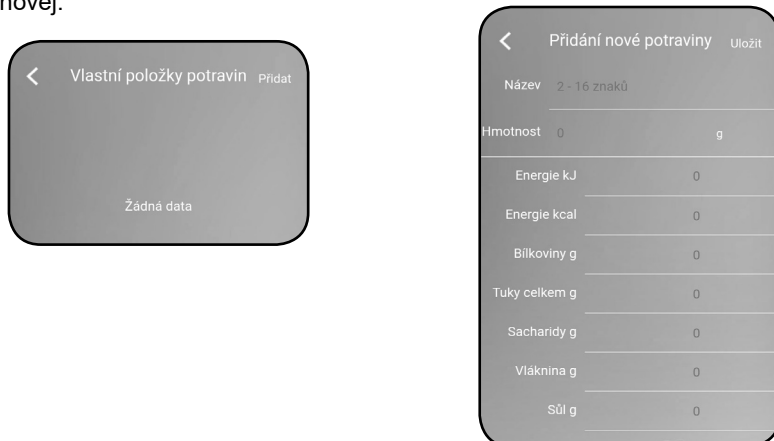 Vlastní položky potravin Přidat
Žádná data
Přidání nové potraviny Uložit
Název 2 - 16 znaků
Hmotnost 0 g
Energie kJ 0
Energie kcal 0
Bílkoviny g 0
Tuky celkem g 0
Sacharidy g 0
Vláknina g 0
Sůl g 0